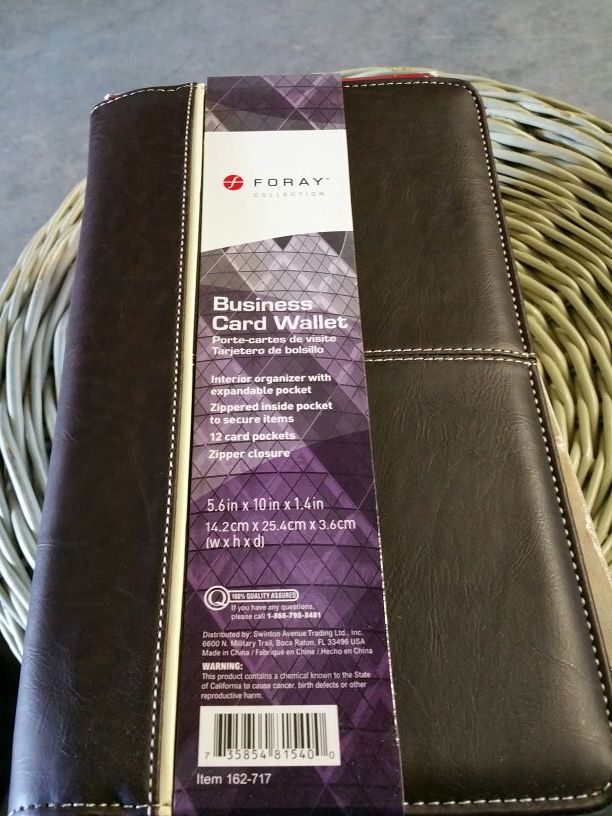 FORAY™
COLLECTION
Business
Card Wallet
Porte-cartes de visite
Tarjetero de bolsillo
Interior organizer with
expandable pocket
Zippered inside pocket
to secure items
12 card pockets
Zipper closure
5.6in x 10in x 1.4in
14.2cm x 25.4cm x 3.6cm
(w x h x d)
100% QUALITY ASSURED
If you have any questions,
please call 1-866-795-8481
Distributed by: Swinton Avenue Trading Ltd., Inc.
6600 N. Military Trail, Boca Raton, FL 33496 USA
Made in China / Fabriqué en Chine / Hecho en China
WARNING:
This product contains a chemical known to the State
of California to cause cancer, birth defects or other
reproductive harm.
7 35854 81540 0
Item 162-717